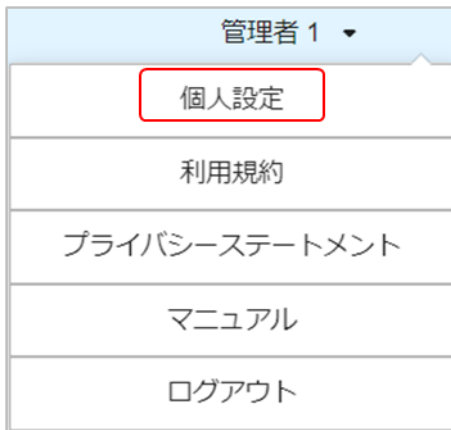 管理者 1
個人設定
利用規約
プライバシーステートメント
マニュアル
ログアウト